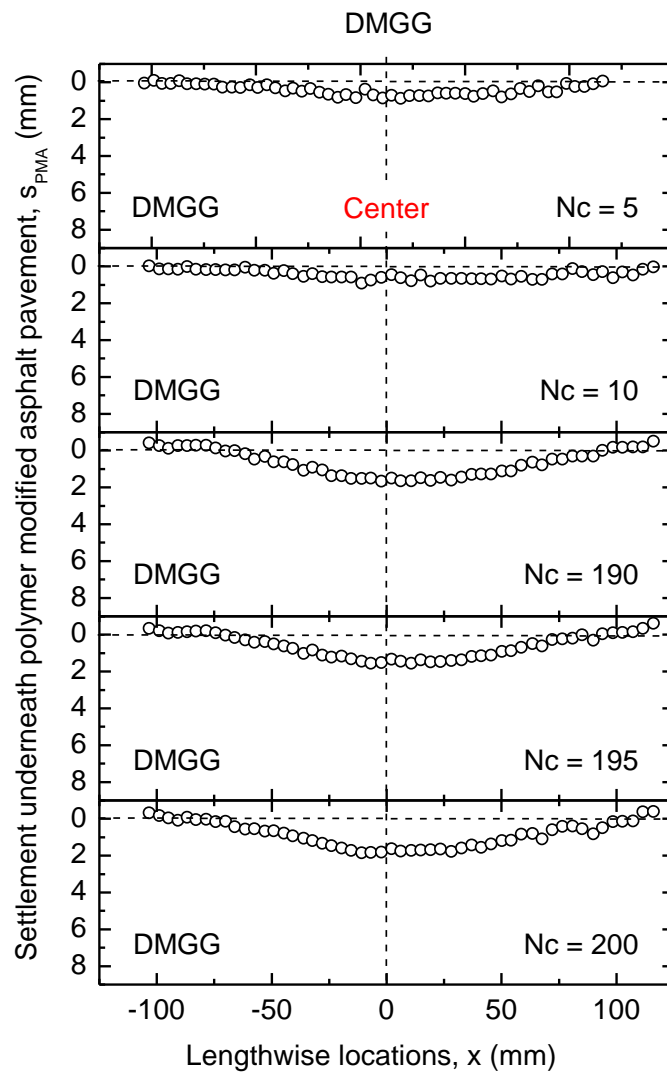 DMGG
Settlement underneath polymer modified asphalt pavement, s_PMA (mm)
0
2
4
6
8
DMGG
Center
Nc = 5
0
2
4
6
8
DMGG
Nc = 10
0
2
4
6
8
DMGG
Nc = 190
0
2
4
6
8
DMGG
Nc = 195
0
2
4
6
8
DMGG
Nc = 200
-100 -50 0 50 100
Lengthwise locations, x (mm)